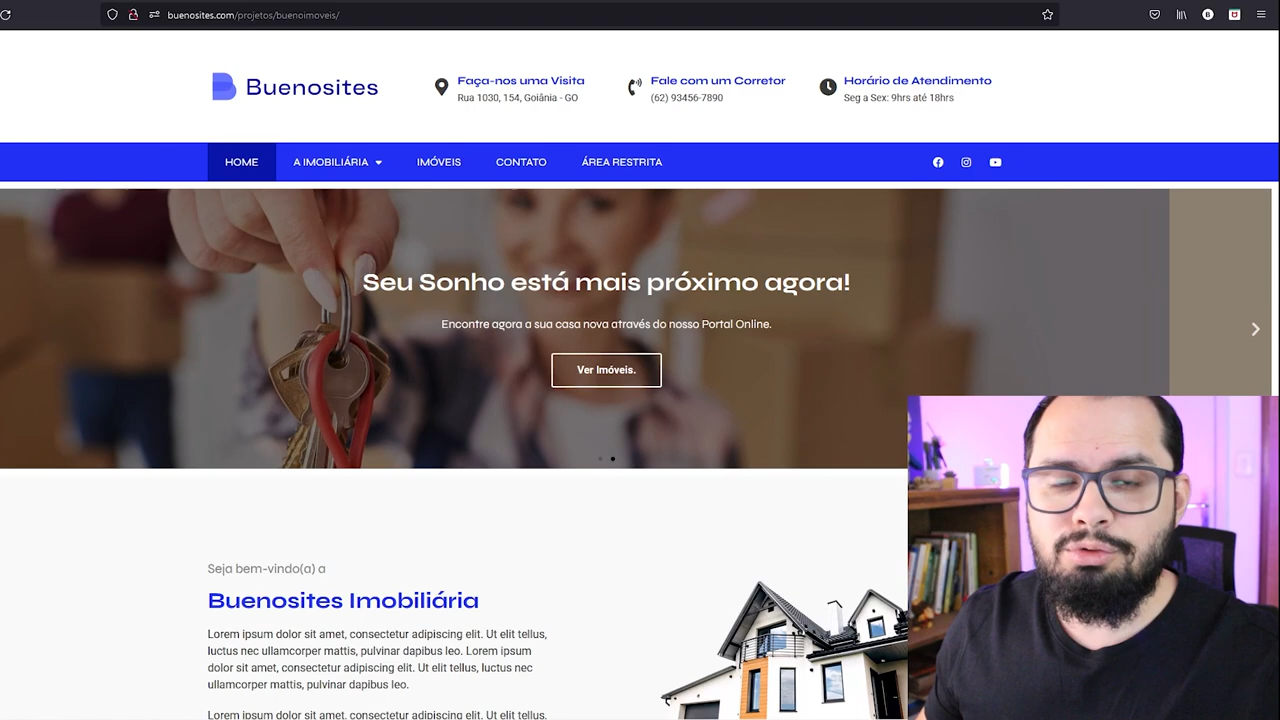 buenosites.com/projetos/buenoimoveis/
Buenosites
Faça-nos uma Visita
Rua 1030, 154, Goiânia - GO
Fale com um Corretor
(62) 93456-7890
Horário de Atendimento
Seg a Sex: 9hrs até 18hrs
HOME
A IMOBILIÁRIA
IMÓVEIS
CONTATO
ÁREA RESTRITA
Seu Sonho está mais próximo agora!
Encontre agora a sua casa nova através do nosso Portal Online.
Ver Imóveis.
Seja bem-vindo(a) a
Buenosites Imobiliária
Lorem ipsum dolor sit amet, consectetur adipiscing elit. Ut elit tellus,
luctus nec ullamcorper mattis, pulvinar dapibus leo. Lorem ipsum
dolor sit amet, consectetur adipiscing elit. Ut elit tellus, luctus nec
ullamcorper mattis, pulvinar dapibus leo.
Lorem ipsum dolor sit amet, consectetur adipiscing elit. Ut elit tellus,